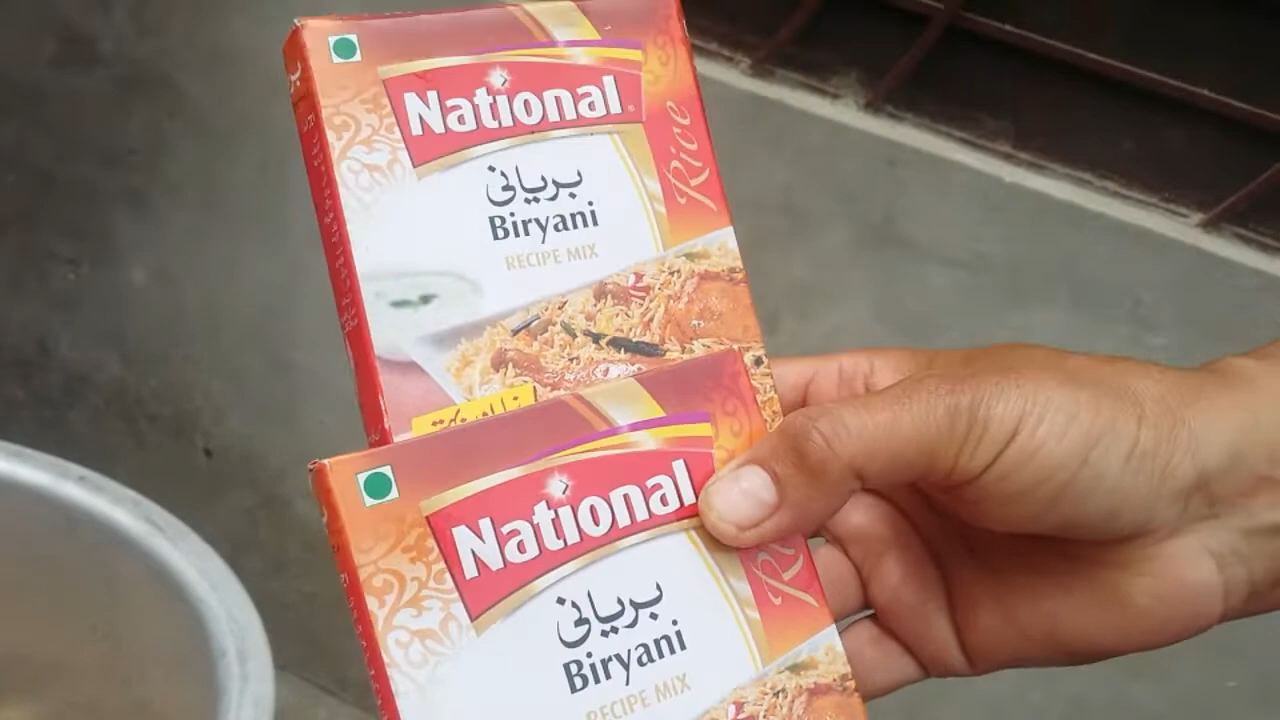 National
بریانی
Biryani
RECIPE MIX
Rice
National
بریانی
Biryani
RECIPE MIX